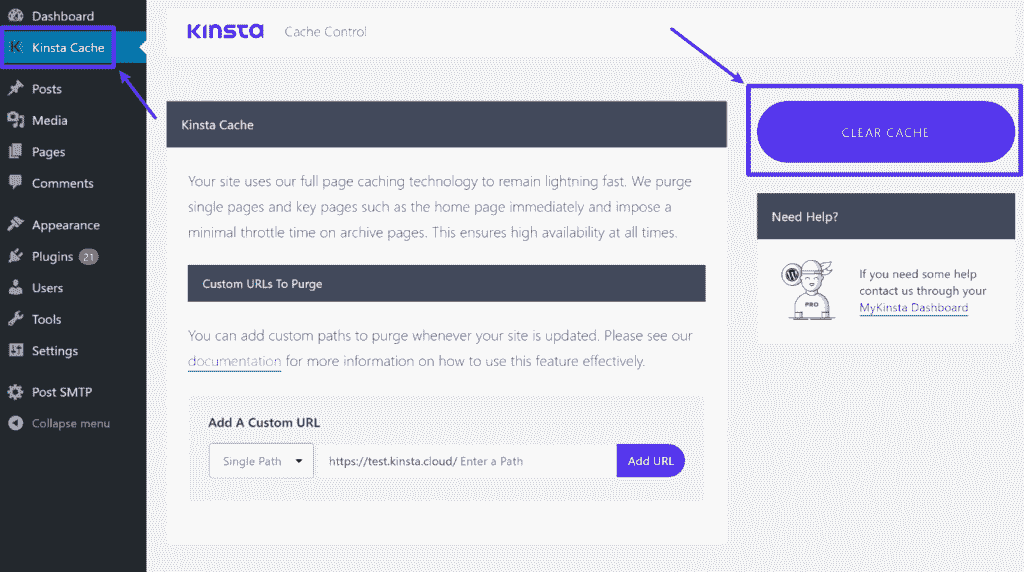 Dashboard
Kinsta Cache
Posts
Media
Pages
Comments
Appearance
Plugins 21
Users
Tools
Settings
Post SMTP
Collapse menu
KINSTA Cache Control
Kinsta Cache
Your site uses our full page caching technology to remain lightning fast. We purge
single pages and key pages such as the home page immediately and impose a
minimal throttle time on archive pages. This ensures high availability at all times.
Custom URLs To Purge
You can add custom paths to purge whenever your site is updated. Please see our
documentation for more information on how to use this feature effectively.
Add A Custom URL
Single Path https://test.kinsta.cloud/ Enter a Path Add URL
CLEAR CACHE
Need Help?
PRO
If you need some help
contact us through your
MyKinsta Dashboard